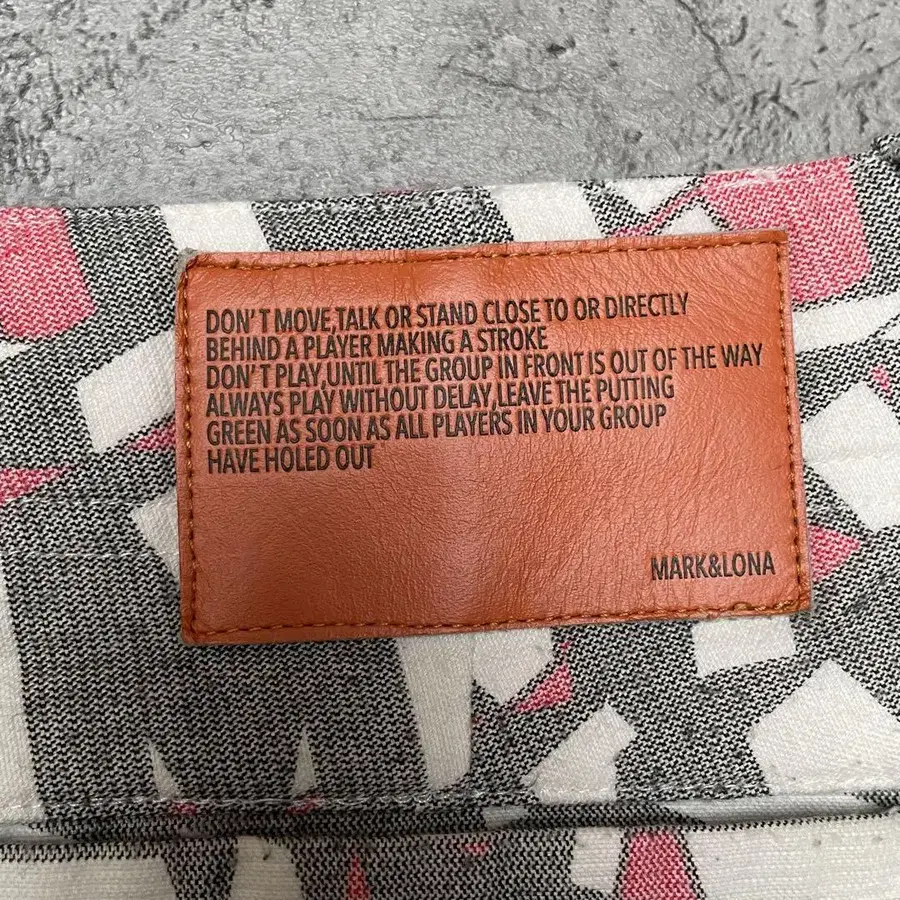 DON'T MOVE,TALK OR STAND CLOSE TO OR DIRECTLY
BEHIND A PLAYER MAKING A STROKE
DON'T PLAY,UNTIL THE GROUP IN FRONT IS OUT OF THE WAY
ALWAYS PLAY WITHOUT DELAY,LEAVE THE PUTTING
GREEN AS SOON AS ALL PLAYERS IN YOUR GROUP
HAVE HOLED OUT
MARK&LONA